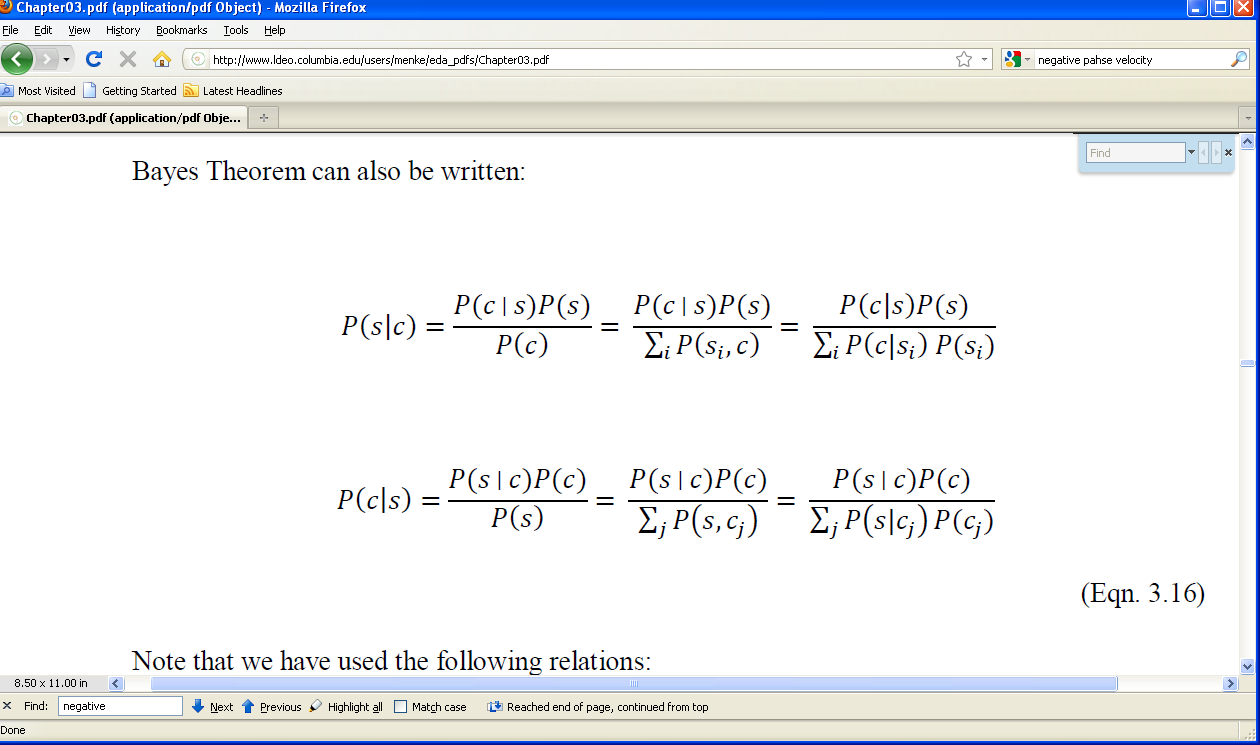 Chapter03.pdf (application/pdf Object) - Mozilla Firefox
File Edit View History Bookmarks Tools Help
http://www.ldeo.columbia.edu/users/menke/eda_pdfs/Chapter03.pdf negative pahse velocity
Most Visited Getting Started Latest Headlines
Chapter03.pdf (application/pdf Obje...
Find
Bayes Theorem can also be written:
P(s|c) = P(c | s)P(s) / P(c) = P(c | s)P(s) / ∑ᵢ P(sᵢ, c) = P(c|s)P(s) / ∑ᵢ P(c|sᵢ) P(sᵢ)
P(c|s) = P(s | c)P(c) / P(s) = P(s | c)P(c) / ∑ⱼ P(s, cⱼ) = P(s | c)P(c) / ∑ⱼ P(s|cⱼ) P(cⱼ)
(Eqn. 3.16)
Note that we have used the following relations:
8.50 x 11.00 in
Find: negative Next Previous Highlight all Match case Reached end of page, continued from top
Done